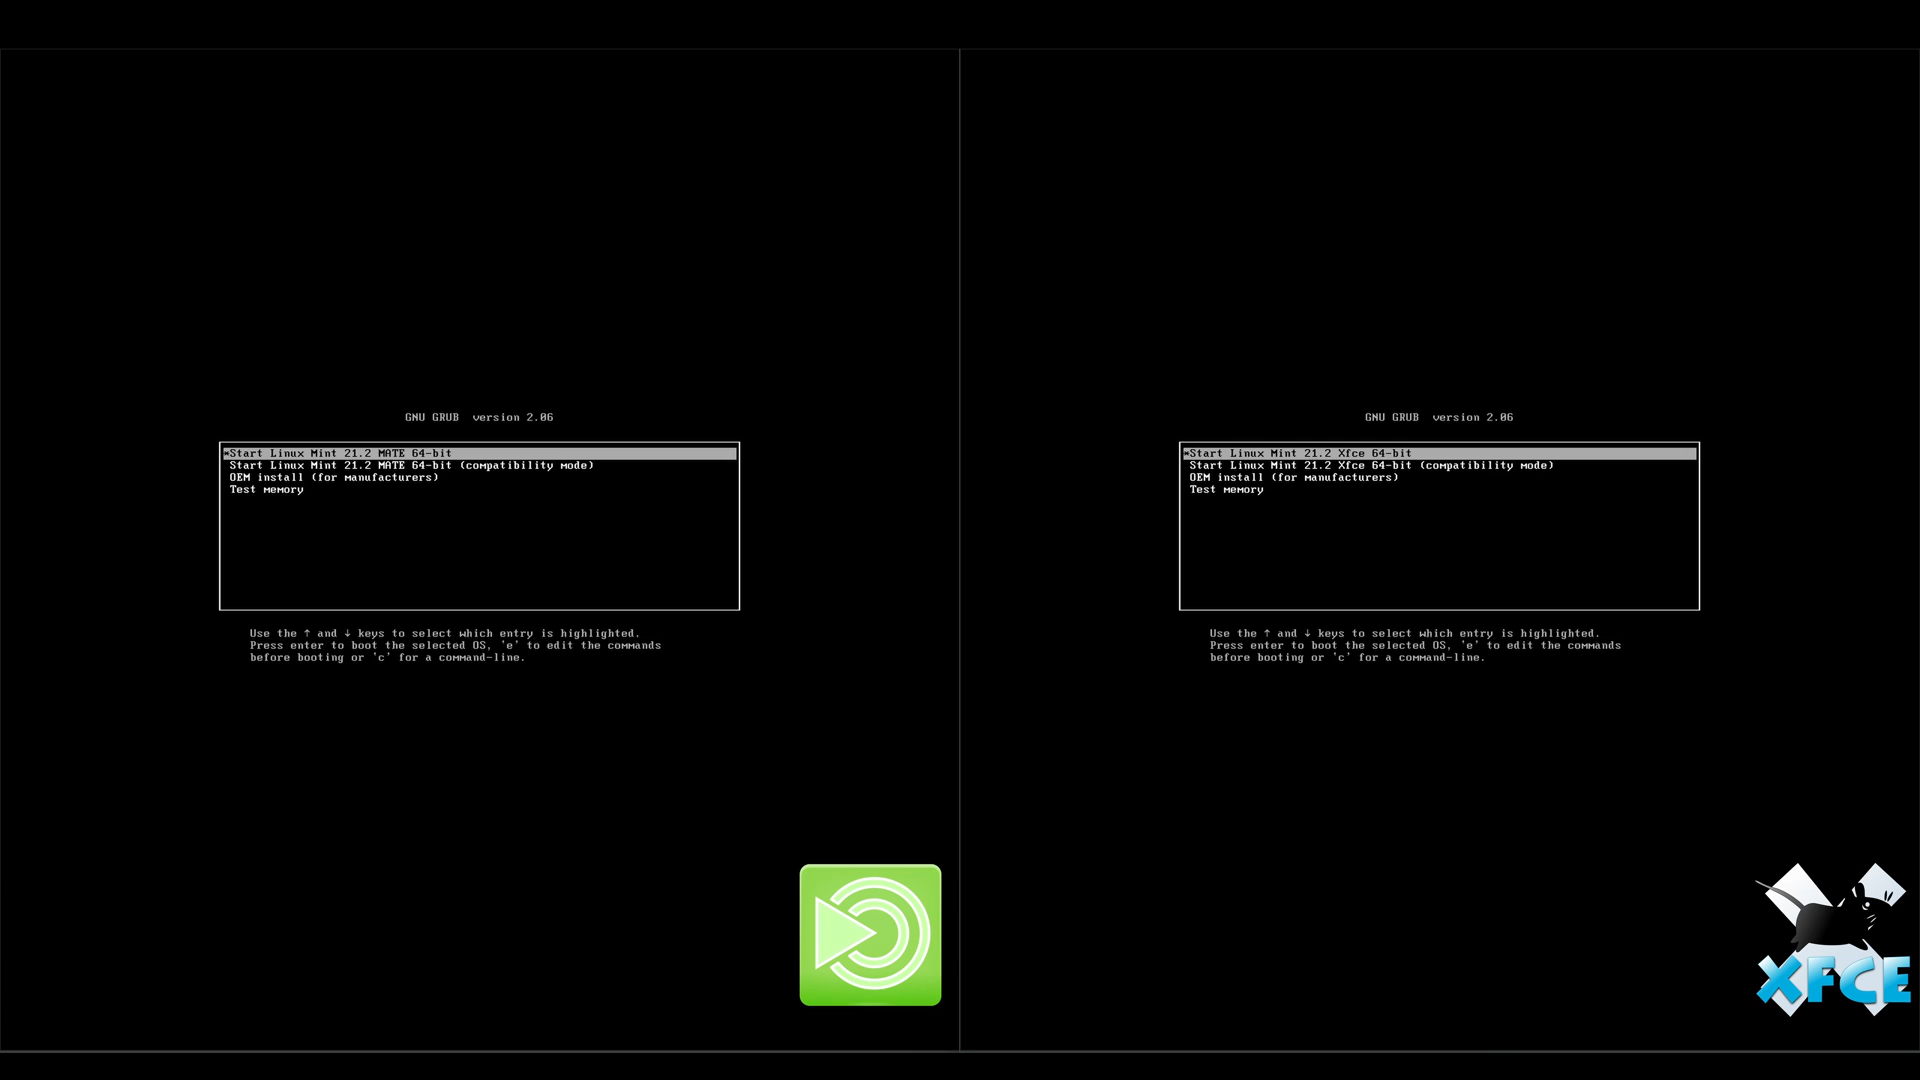 GNU GRUB  version 2.06
*Start Linux Mint 21.2 MATE 64-bit
Start Linux Mint 21.2 MATE 64-bit (compatibility mode)
OEM install (for manufacturers)
Test memory
Use the ↑ and ↓ keys to select which entry is highlighted.
Press enter to boot the selected OS, 'e' to edit the commands
before booting or 'c' for a command-line.
GNU GRUB  version 2.06
*Start Linux Mint 21.2 Xfce 64-bit
Start Linux Mint 21.2 Xfce 64-bit (compatibility mode)
OEM install (for manufacturers)
Test memory
Use the ↑ and ↓ keys to select which entry is highlighted.
Press enter to boot the selected OS, 'e' to edit the commands
before booting or 'c' for a command-line.
XFCE